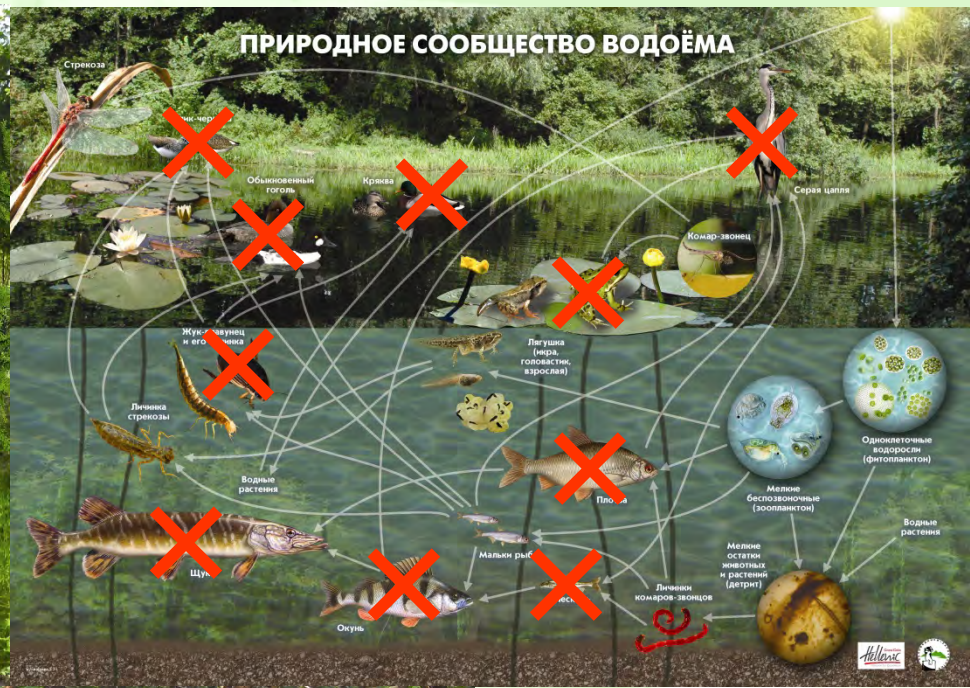 ПРИРОДНОЕ СООБЩЕСТВО ВОДОЁМА
Стрекоза
Обыкновенный
гоголь
Кряква
Серая цапля
Комар-звонец
и его
Лягушка
(икра,
головастик,
взрослая)
Личинка
стрекозы
Водные
растения
Одноклеточные
водоросли
(фитопланктон)
Мелкие
беспозвоночные
(зоопланктон)
Водные
растения
Мальки рыб
Мелкие
остатки
животных
и растений
(детрит)
Личинки
комаров-звонцов
Окунь
Hellenic